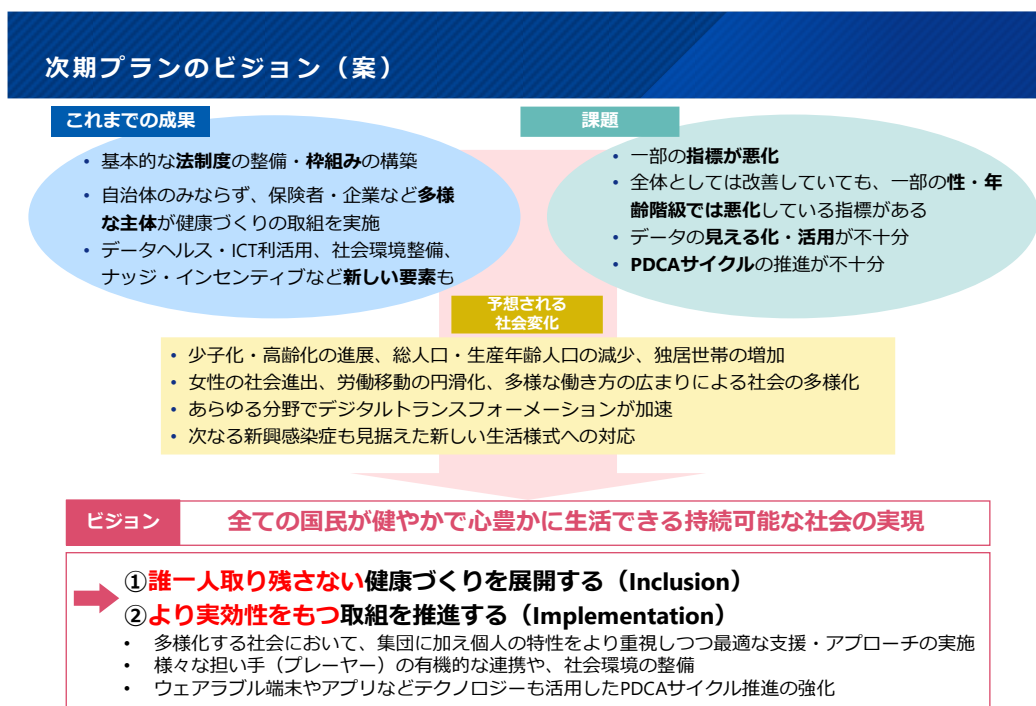 次期プランのビジョン（案）
これまでの成果
• 基本的な法制度の整備・枠組みの構築
• 自治体のみならず、保険者・企業など多様
な主体が健康づくりの取組を実施
• データヘルス・ICT利活用、社会環境整備、
ナッジ・インセンティブなど新しい要素も
課題
• 一部の指標が悪化
• 全体としては改善していても、一部の性・年
齢階級では悪化している指標がある
• データの見える化・活用が不十分
• PDCAサイクルの推進が不十分
予想される
社会変化
• 少子化・高齢化の進展、総人口・生産年齢人口の減少、独居世帯の増加
• 女性の社会進出、労働移動の円滑化、多様な働き方の広まりによる社会の多様化
• あらゆる分野でデジタルトランスフォーメーションが加速
• 次なる新興感染症も見据えた新しい生活様式への対応
ビジョン
全ての国民が健やかで心豊かに生活できる持続可能な社会の実現
①誰一人取り残さない健康づくりを展開する（Inclusion）
②より実効性をもつ取組を推進する（Implementation）
• 多様化する社会において、集団に加え個人の特性をより重視しつつ最適な支援・アプローチの実施
• 様々な担い手（プレーヤー）の有機的な連携や、社会環境の整備
• ウェアラブル端末やアプリなどテクノロジーも活用したPDCAサイクル推進の強化